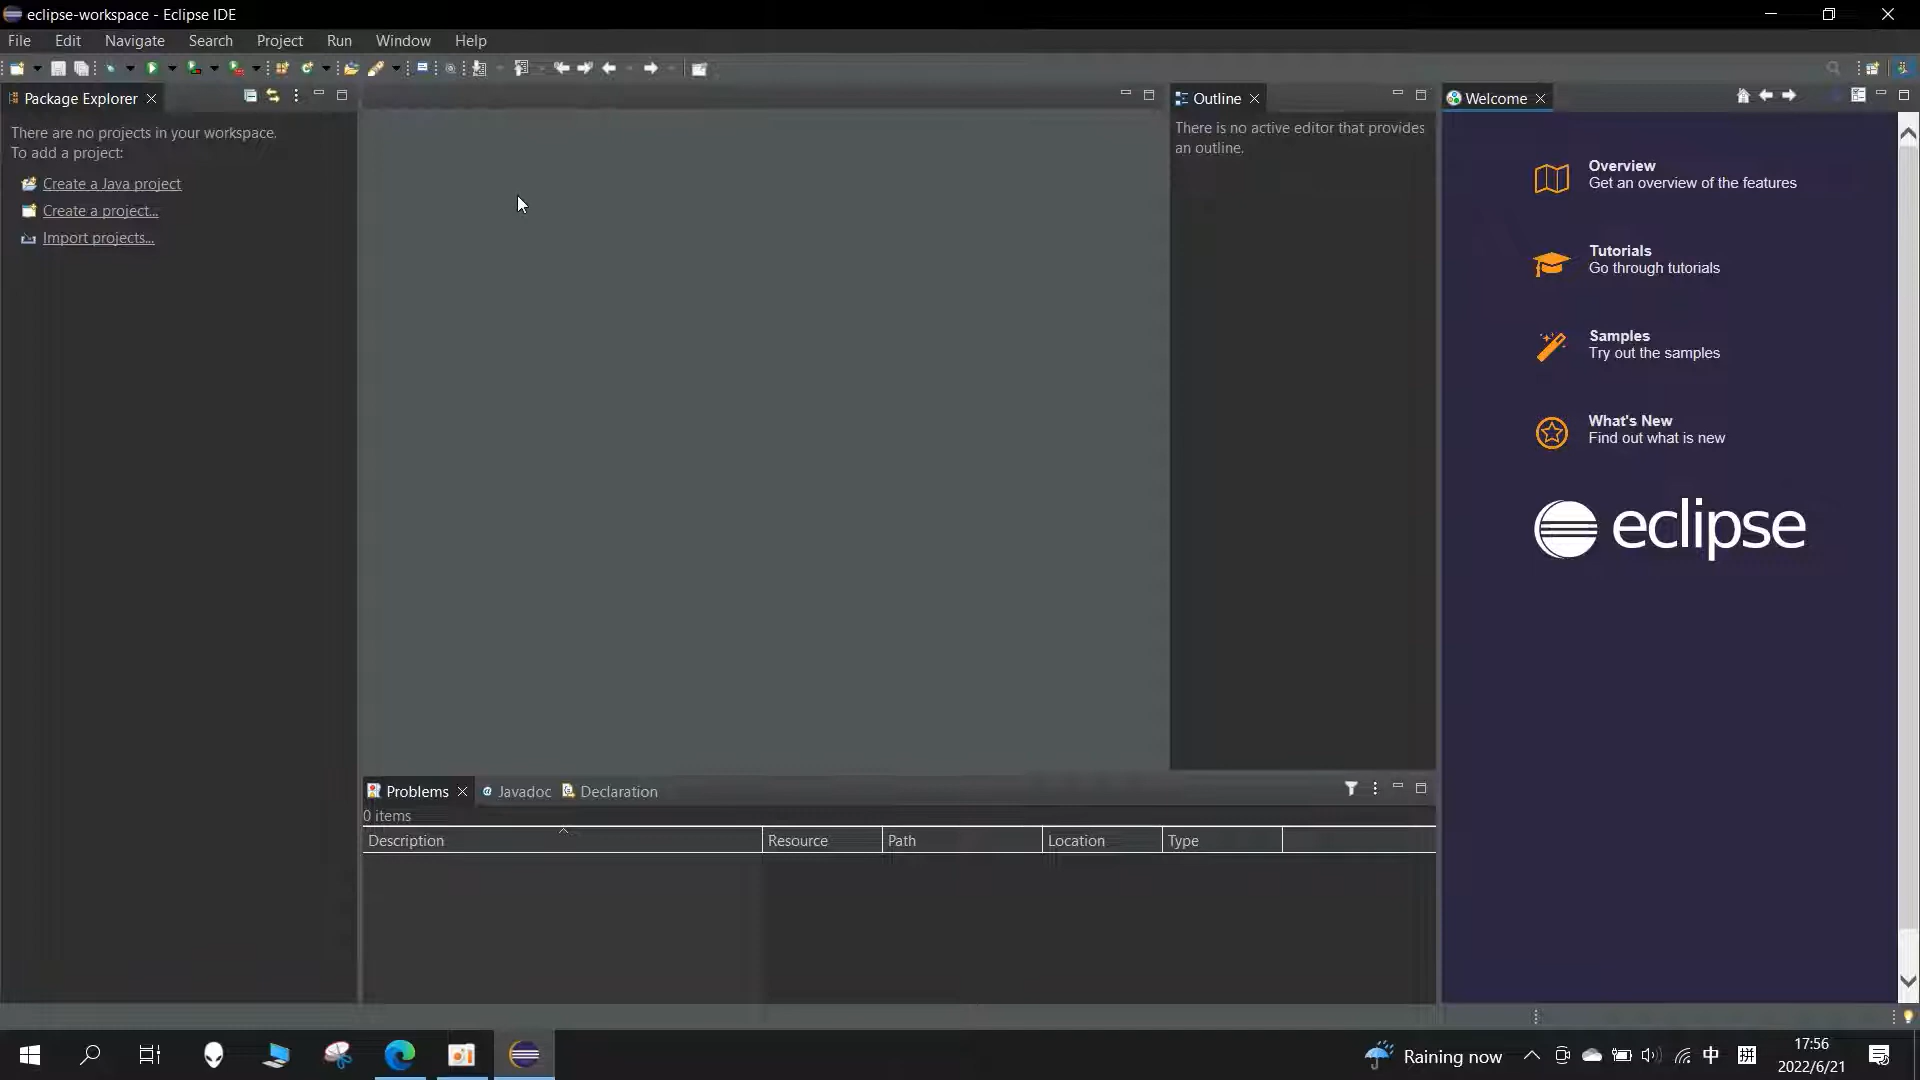 eclipse-workspace - Eclipse IDE
File Edit Navigate Search Project Run Window Help
Package Explorer
There are no projects in your workspace.
To add a project:
Create a Java project
Create a project...
Import projects...
Outline
There is no active editor that provides
an outline.
Welcome
Overview
Get an overview of the features
Tutorials
Go through tutorials
Samples
Try out the samples
What's New
Find out what is new
eclipse
Problems Javadoc Declaration
0 items
Description Resource Path Location Type
Raining now
中
拼
17:56
2022/6/21